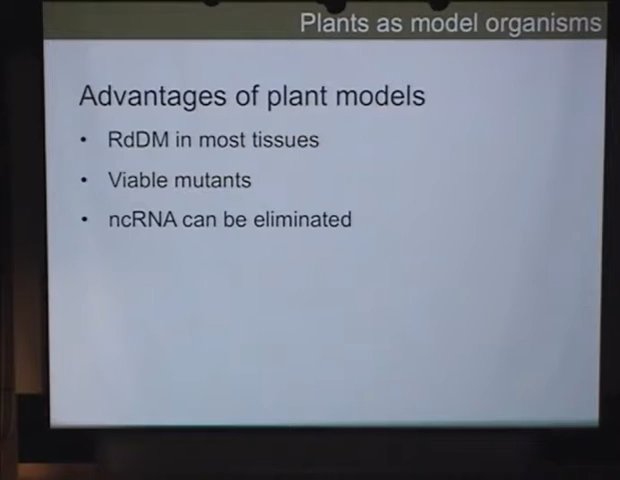 Plants as model organisms
Advantages of plant models
• RdDM in most tissues
• Viable mutants
• ncRNA can be eliminated